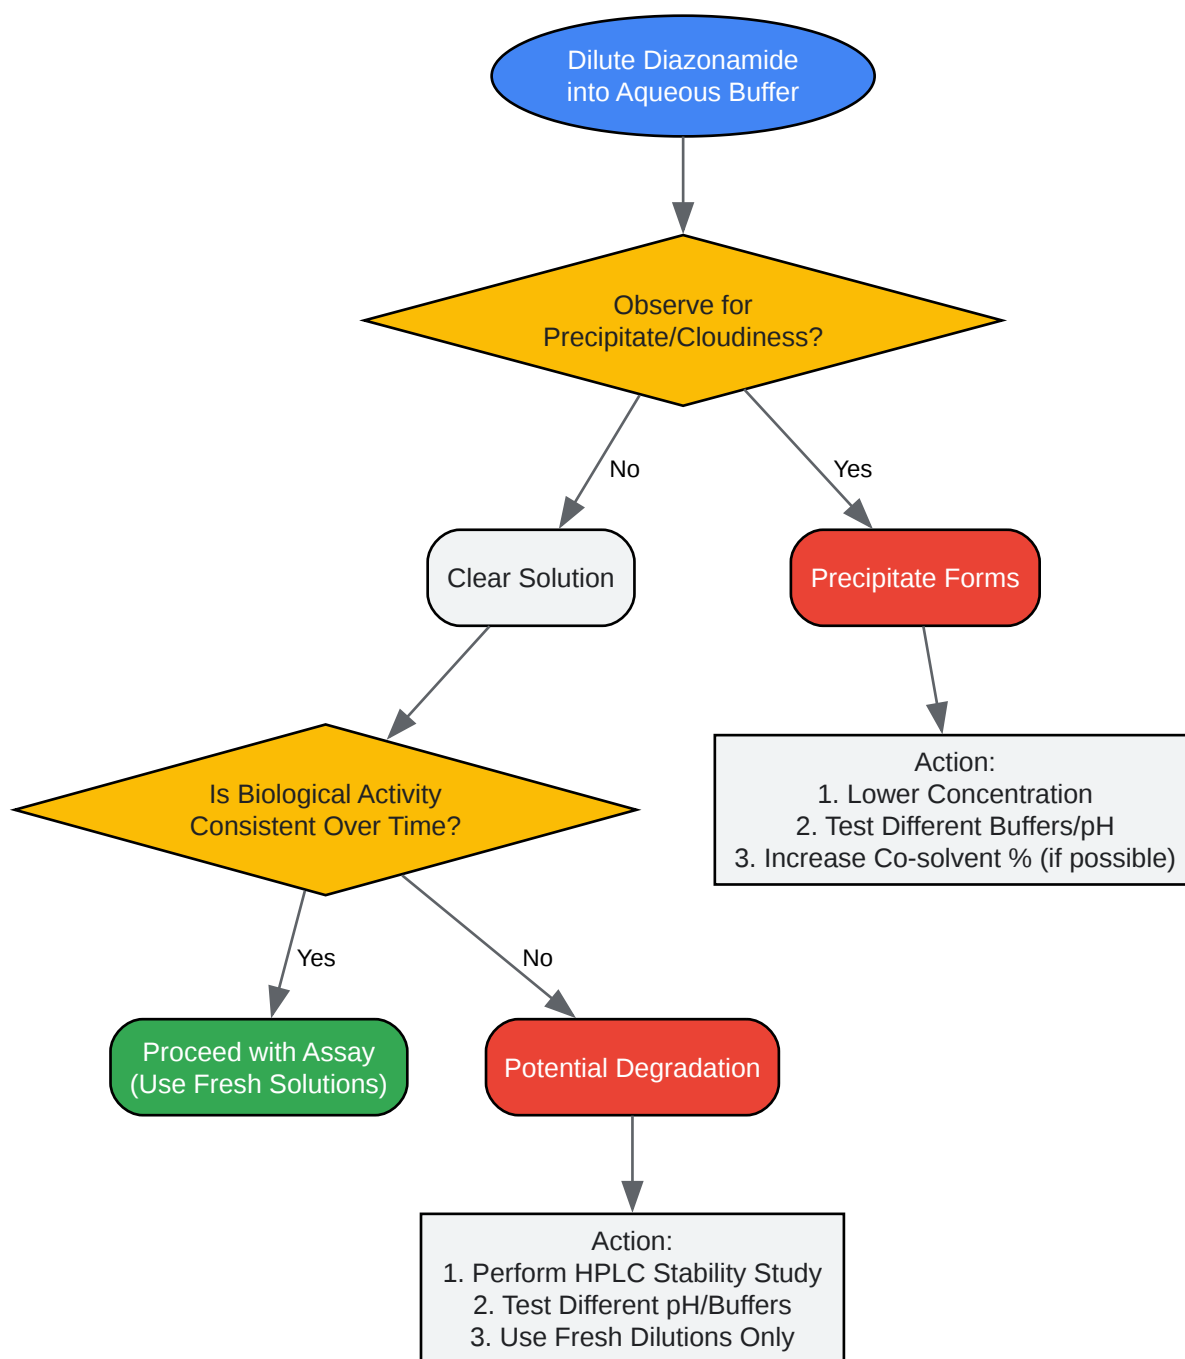 Dilute Diazonamide
into Aqueous Buffer
Observe for
Precipitate/Cloudiness?
No
Yes
Clear Solution
Precipitate Forms
Is Biological Activity
Consistent Over Time?
Action:
1. Lower Concentration
2. Test Different Buffers/pH
3. Increase Co-solvent % (if possible)
Yes
No
Proceed with Assay
(Use Fresh Solutions)
Potential Degradation
Action:
1. Perform HPLC Stability Study
2. Test Different pH/Buffers
3. Use Fresh Dilutions Only